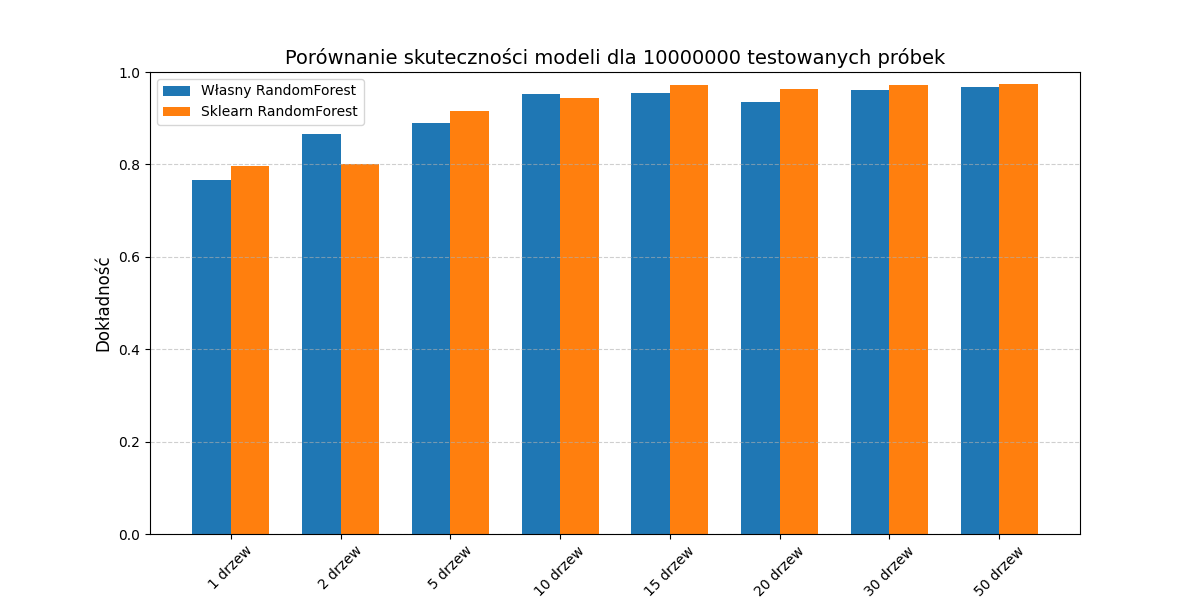 Porównanie skuteczności modeli dla 10000000 testowanych próbek
Własny RandomForest
Sklearn RandomForest
Dokładność
1.0
0.8
0.6
0.4
0.2
0.0
1 drzew
2 drzew
5 drzew
10 drzew
15 drzew
20 drzew
30 drzew
50 drzew